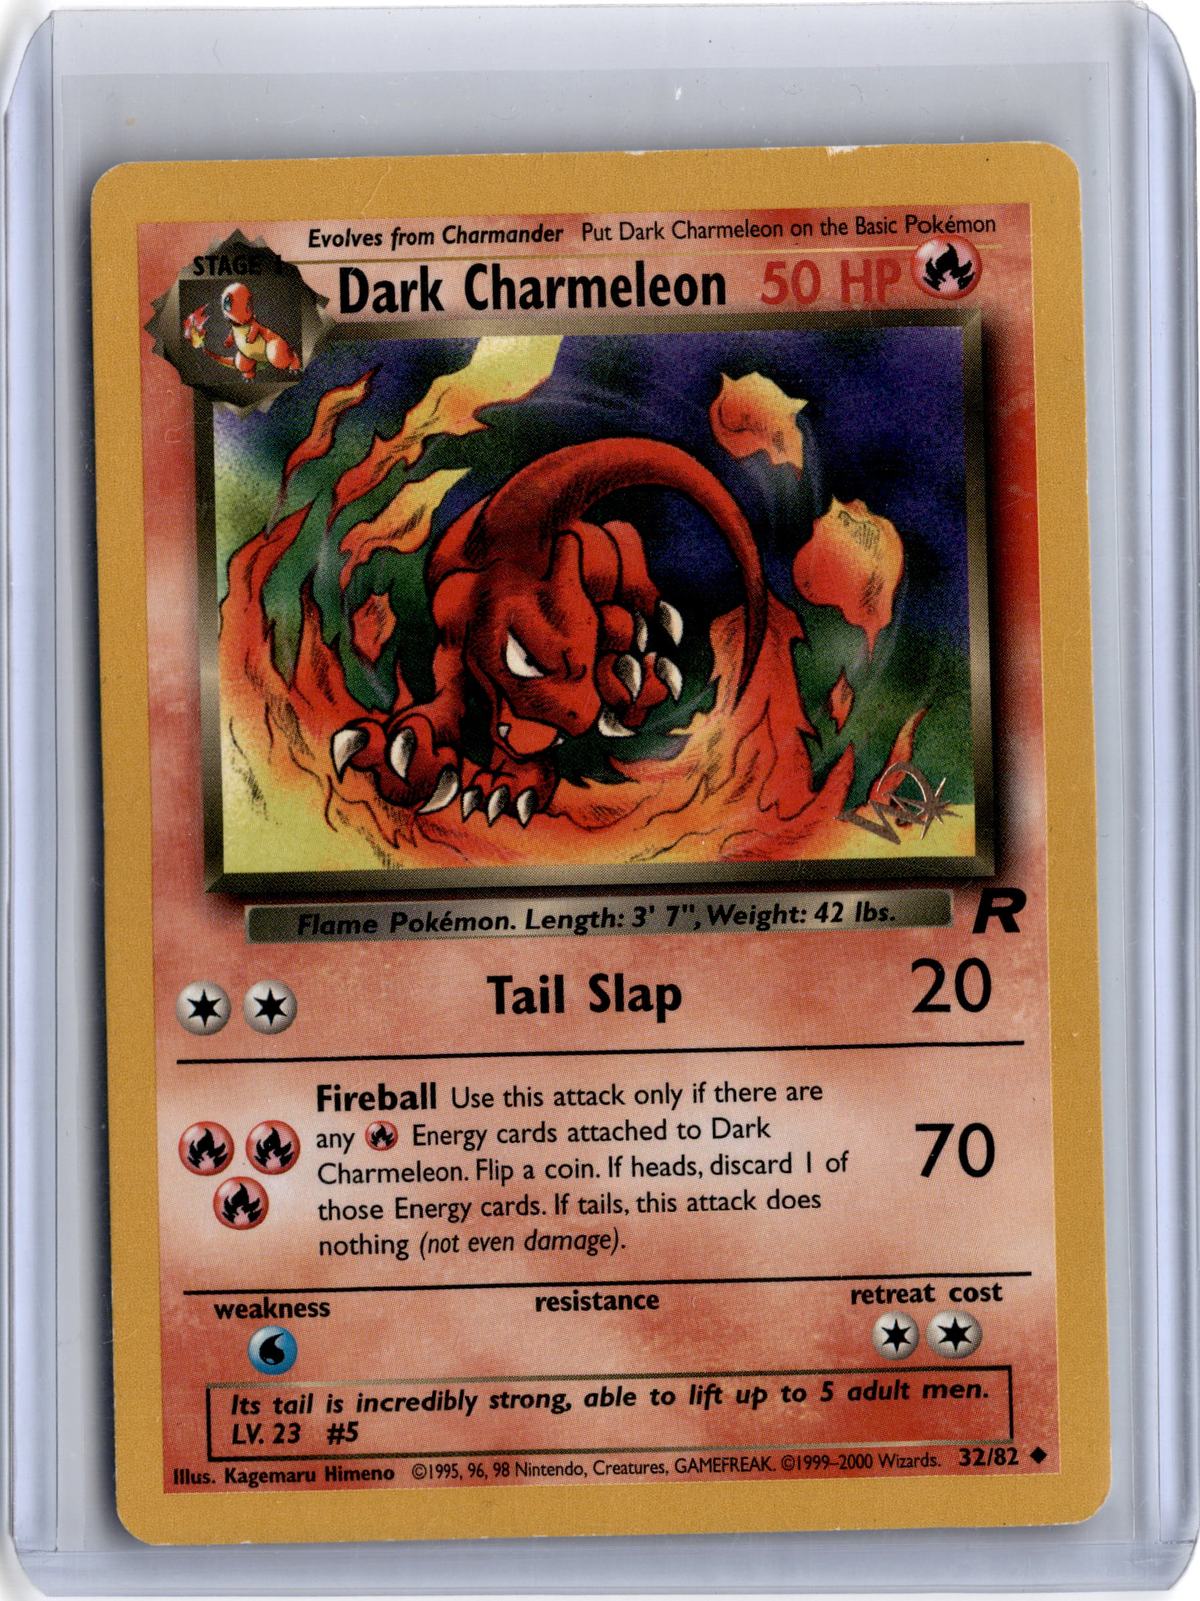 Evolves from Charmander Put Dark Charmeleon on the Basic Pokémon
STAGE 1
Dark Charmeleon 50 HP
W
R
Flame Pokémon. Length: 3' 7", Weight: 42 lbs.
Tail Slap 20
Fireball Use this attack only if there are
any Energy cards attached to Dark
Charmeleon. Flip a coin. If heads, discard 1 of
those Energy cards. If tails, this attack does
nothing (not even damage).
70
weakness resistance retreat cost
Its tail is incredibly strong, able to lift up to 5 adult men.
LV. 23 #5
Illus. Kagemaru Himeno ©1995, 96, 98 Nintendo, Creatures, GAMEFREAK. ©1999–2000 Wizards. 32/82